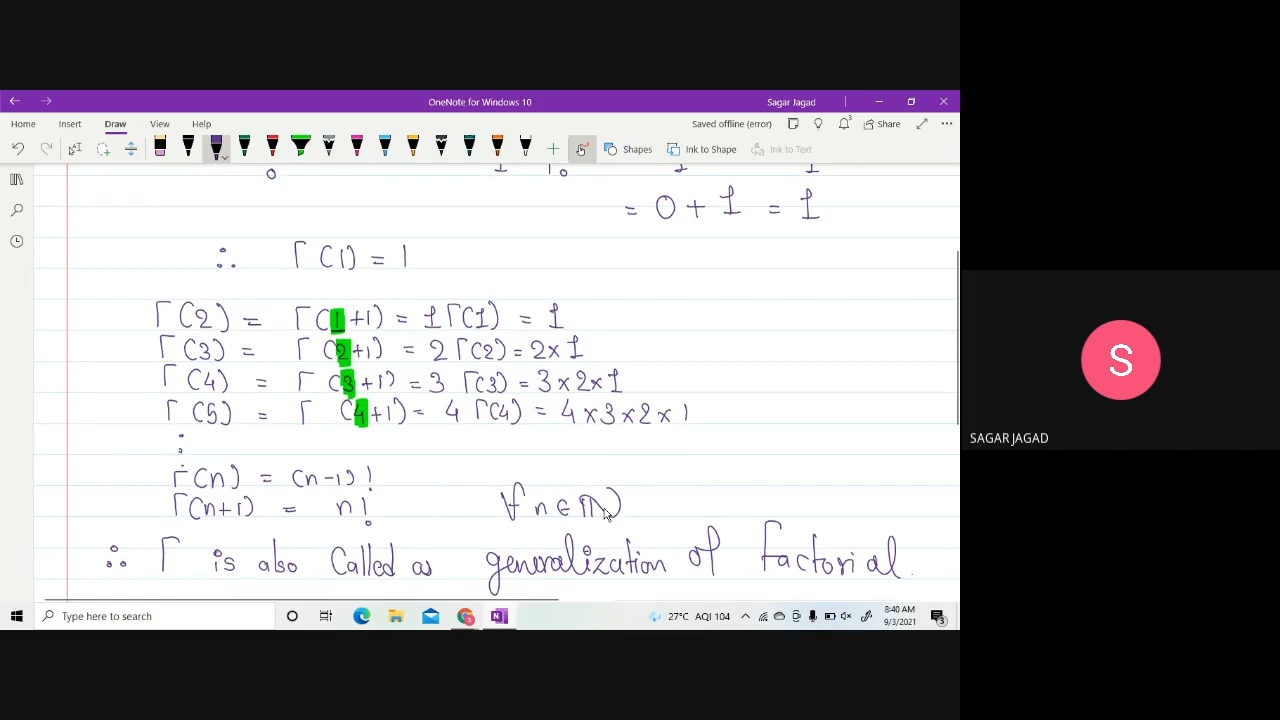 OneNote for Windows 10
Sagar Jagad
Home Insert Draw View Help
Saved offline (error)
3
Share
Shapes
Ink to Shape
Ink to Text
= 0 + 1 = 1
∴ Γ(1) = 1
Γ(2) = Γ(1+1) = 1 Γ(1) = 1
Γ(3) = Γ(2+1) = 2 Γ(2) = 2×1
Γ(4) = Γ(3+1) = 3 Γ(3) = 3×2×1
Γ(5) = Γ(4+1) = 4 Γ(4) = 4×3×2×1
⋮
Γ(n) = (n-1)!
Γ(n+1) = n! ∀ n ∈ ℕ
∴ Γ is also Called as generalization of factorial.
Type here to search
27°C AQI 104
8:40 AM
9/3/2021
3
S
SAGAR JAGAD